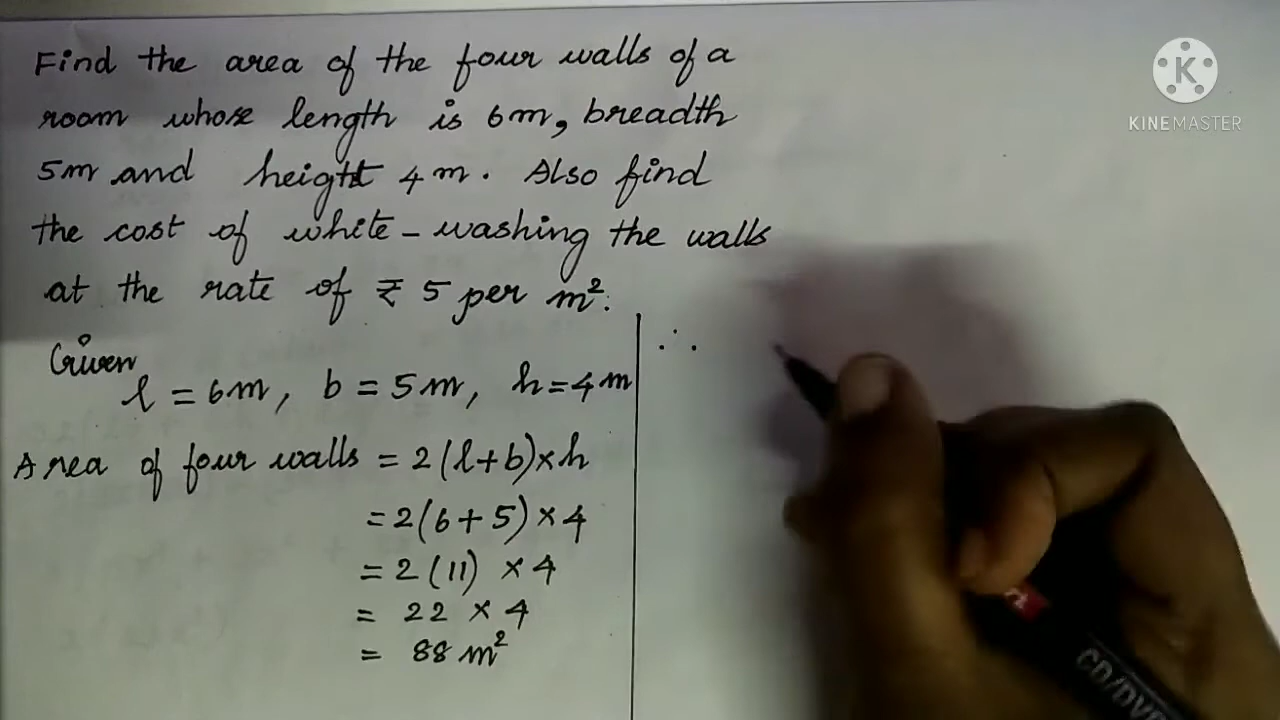 Find the area of the four walls of a
room whose length is 6m, breadth
5m and height 4m. Also find
the cost of white-washing the walls
at the rate of ₹ 5 per m².
Given
l = 6m, b = 5m, h = 4m
Area of four walls = 2(l+b)×h
= 2(6+5)×4
= 2(11) ×4
= 22 × 4
= 88 m²
∴
K
KINEMASTER
CD/DVD